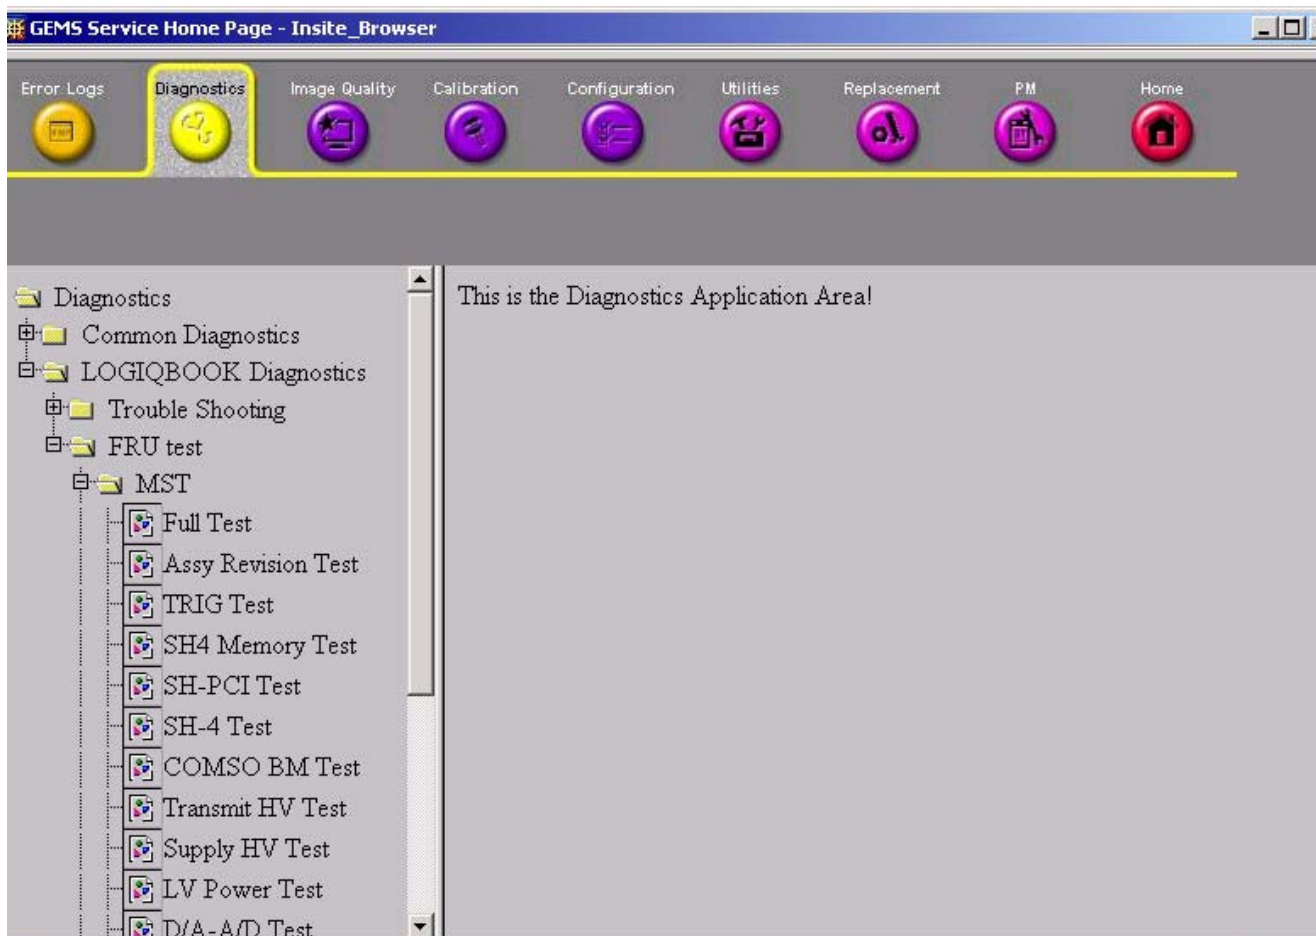 GEMS Service Home Page - Insite_Browser
Error Logs
Diagnostics
Image Quality
Calibration
Configuration
Utilities
Replacement
PM
Home
Diagnostics
Common Diagnostics
LOGIQBOOK Diagnostics
Trouble Shooting
FRU test
MST
Full Test
Assy Revision Test
TRIG Test
SH4 Memory Test
SH-PCI Test
SH-4 Test
COMSO BM Test
Transmit HV Test
Supply HV Test
LV Power Test
D/A-A/D Test
This is the Diagnostics Application Area!